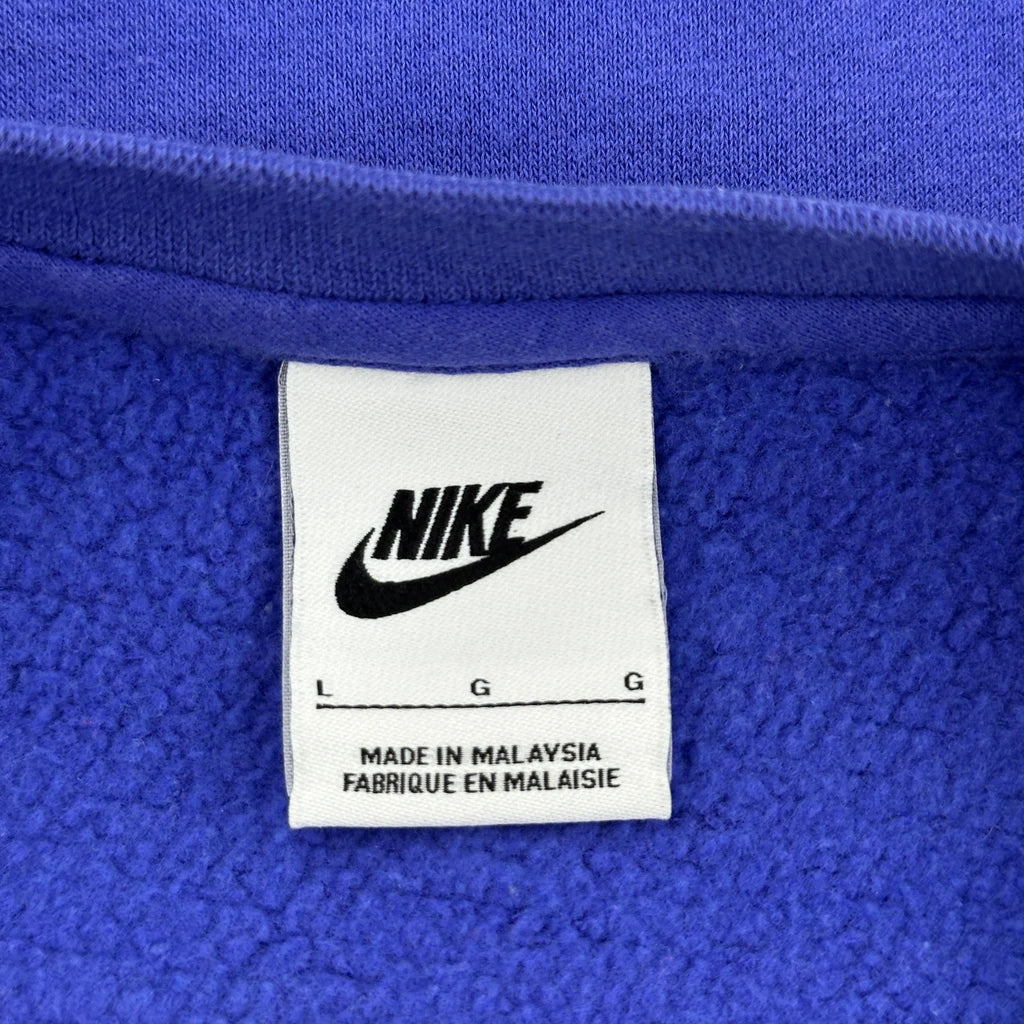 NIKE
L G G
MADE IN MALAYSIA
FABRIQUE EN MALAISIE